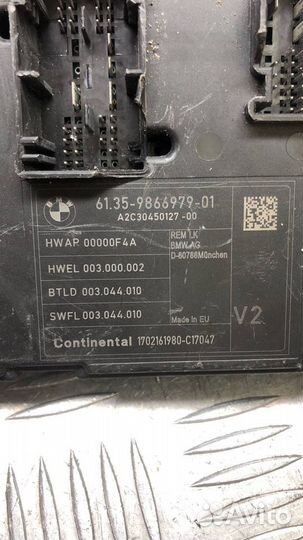 BMW
61.35-9866979-01
A2C30450127-00
HWAP 00000F4A
REM LK
BMW AG
D-80788München
HWEL 003.000.002
BTLD 003.044.010
SWFL 003.044.010
Made in EU
V2
Continental 1702161980-C17047
Avito